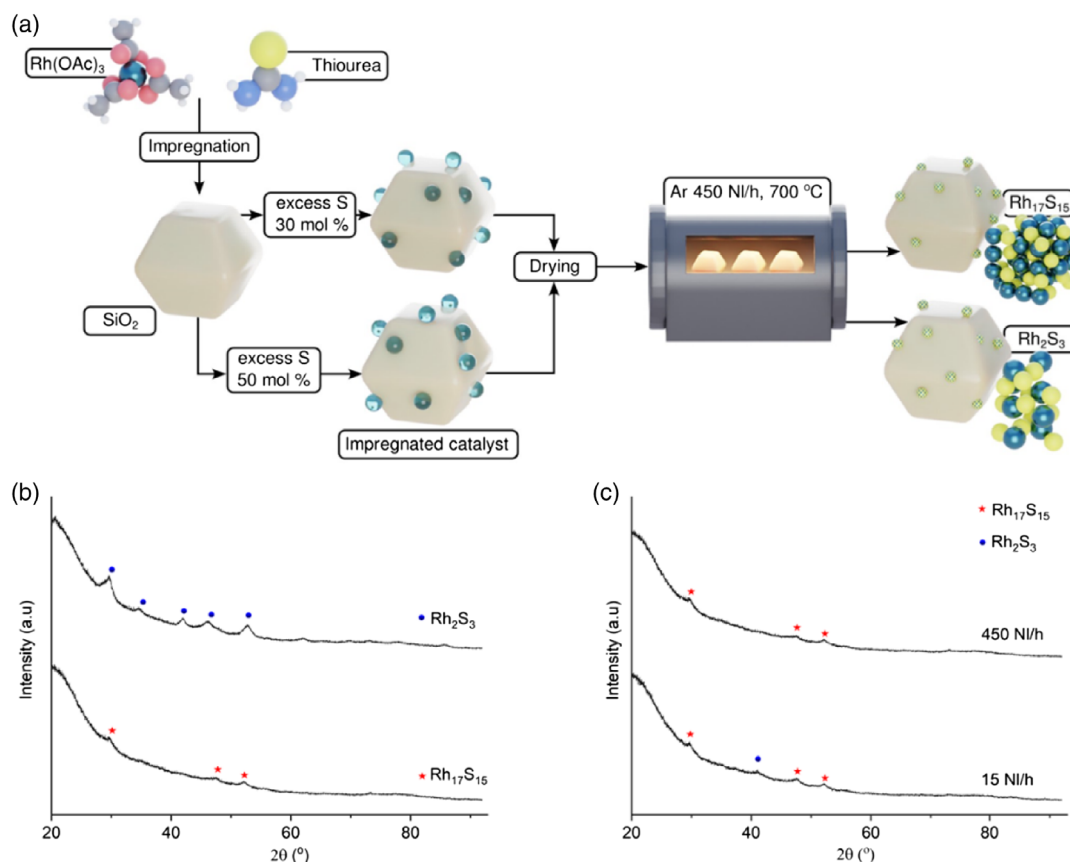 (a)
Rh(OAc)₃
Thiourea
Impregnation
excess S
30 mol %
Ar 450 Nl/h, 700 °C
Rh₁₇S₁₅
Drying
SiO₂
Rh₂S₃
excess S
50 mol %
Impregnated catalyst
(b)
Intensity (a.u)
Rh₂S₃
Rh₁₇S₁₅
20 40 60 80
2θ (°)
(c)
Intensity (a.u)
Rh₁₇S₁₅
Rh₂S₃
450 Nl/h
15 Nl/h
20 40 60 80
2θ (°)